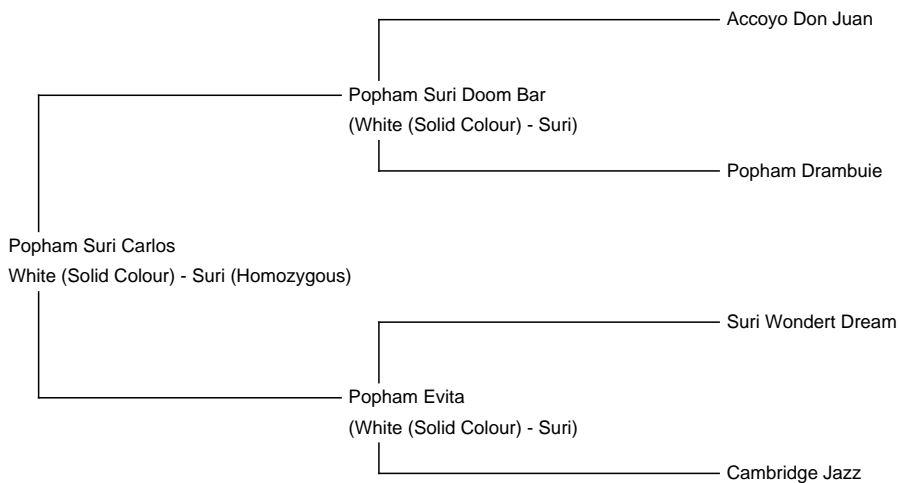 Accoyo Don Juan
Popham Suri Doom Bar
(White (Solid Colour) - Suri)
Popham Drambuie
Popham Suri Carlos
White (Solid Colour) - Suri (Homozygous)
Suri Wondert Dream
Popham Evita
(White (Solid Colour) - Suri)
Cambridge Jazz